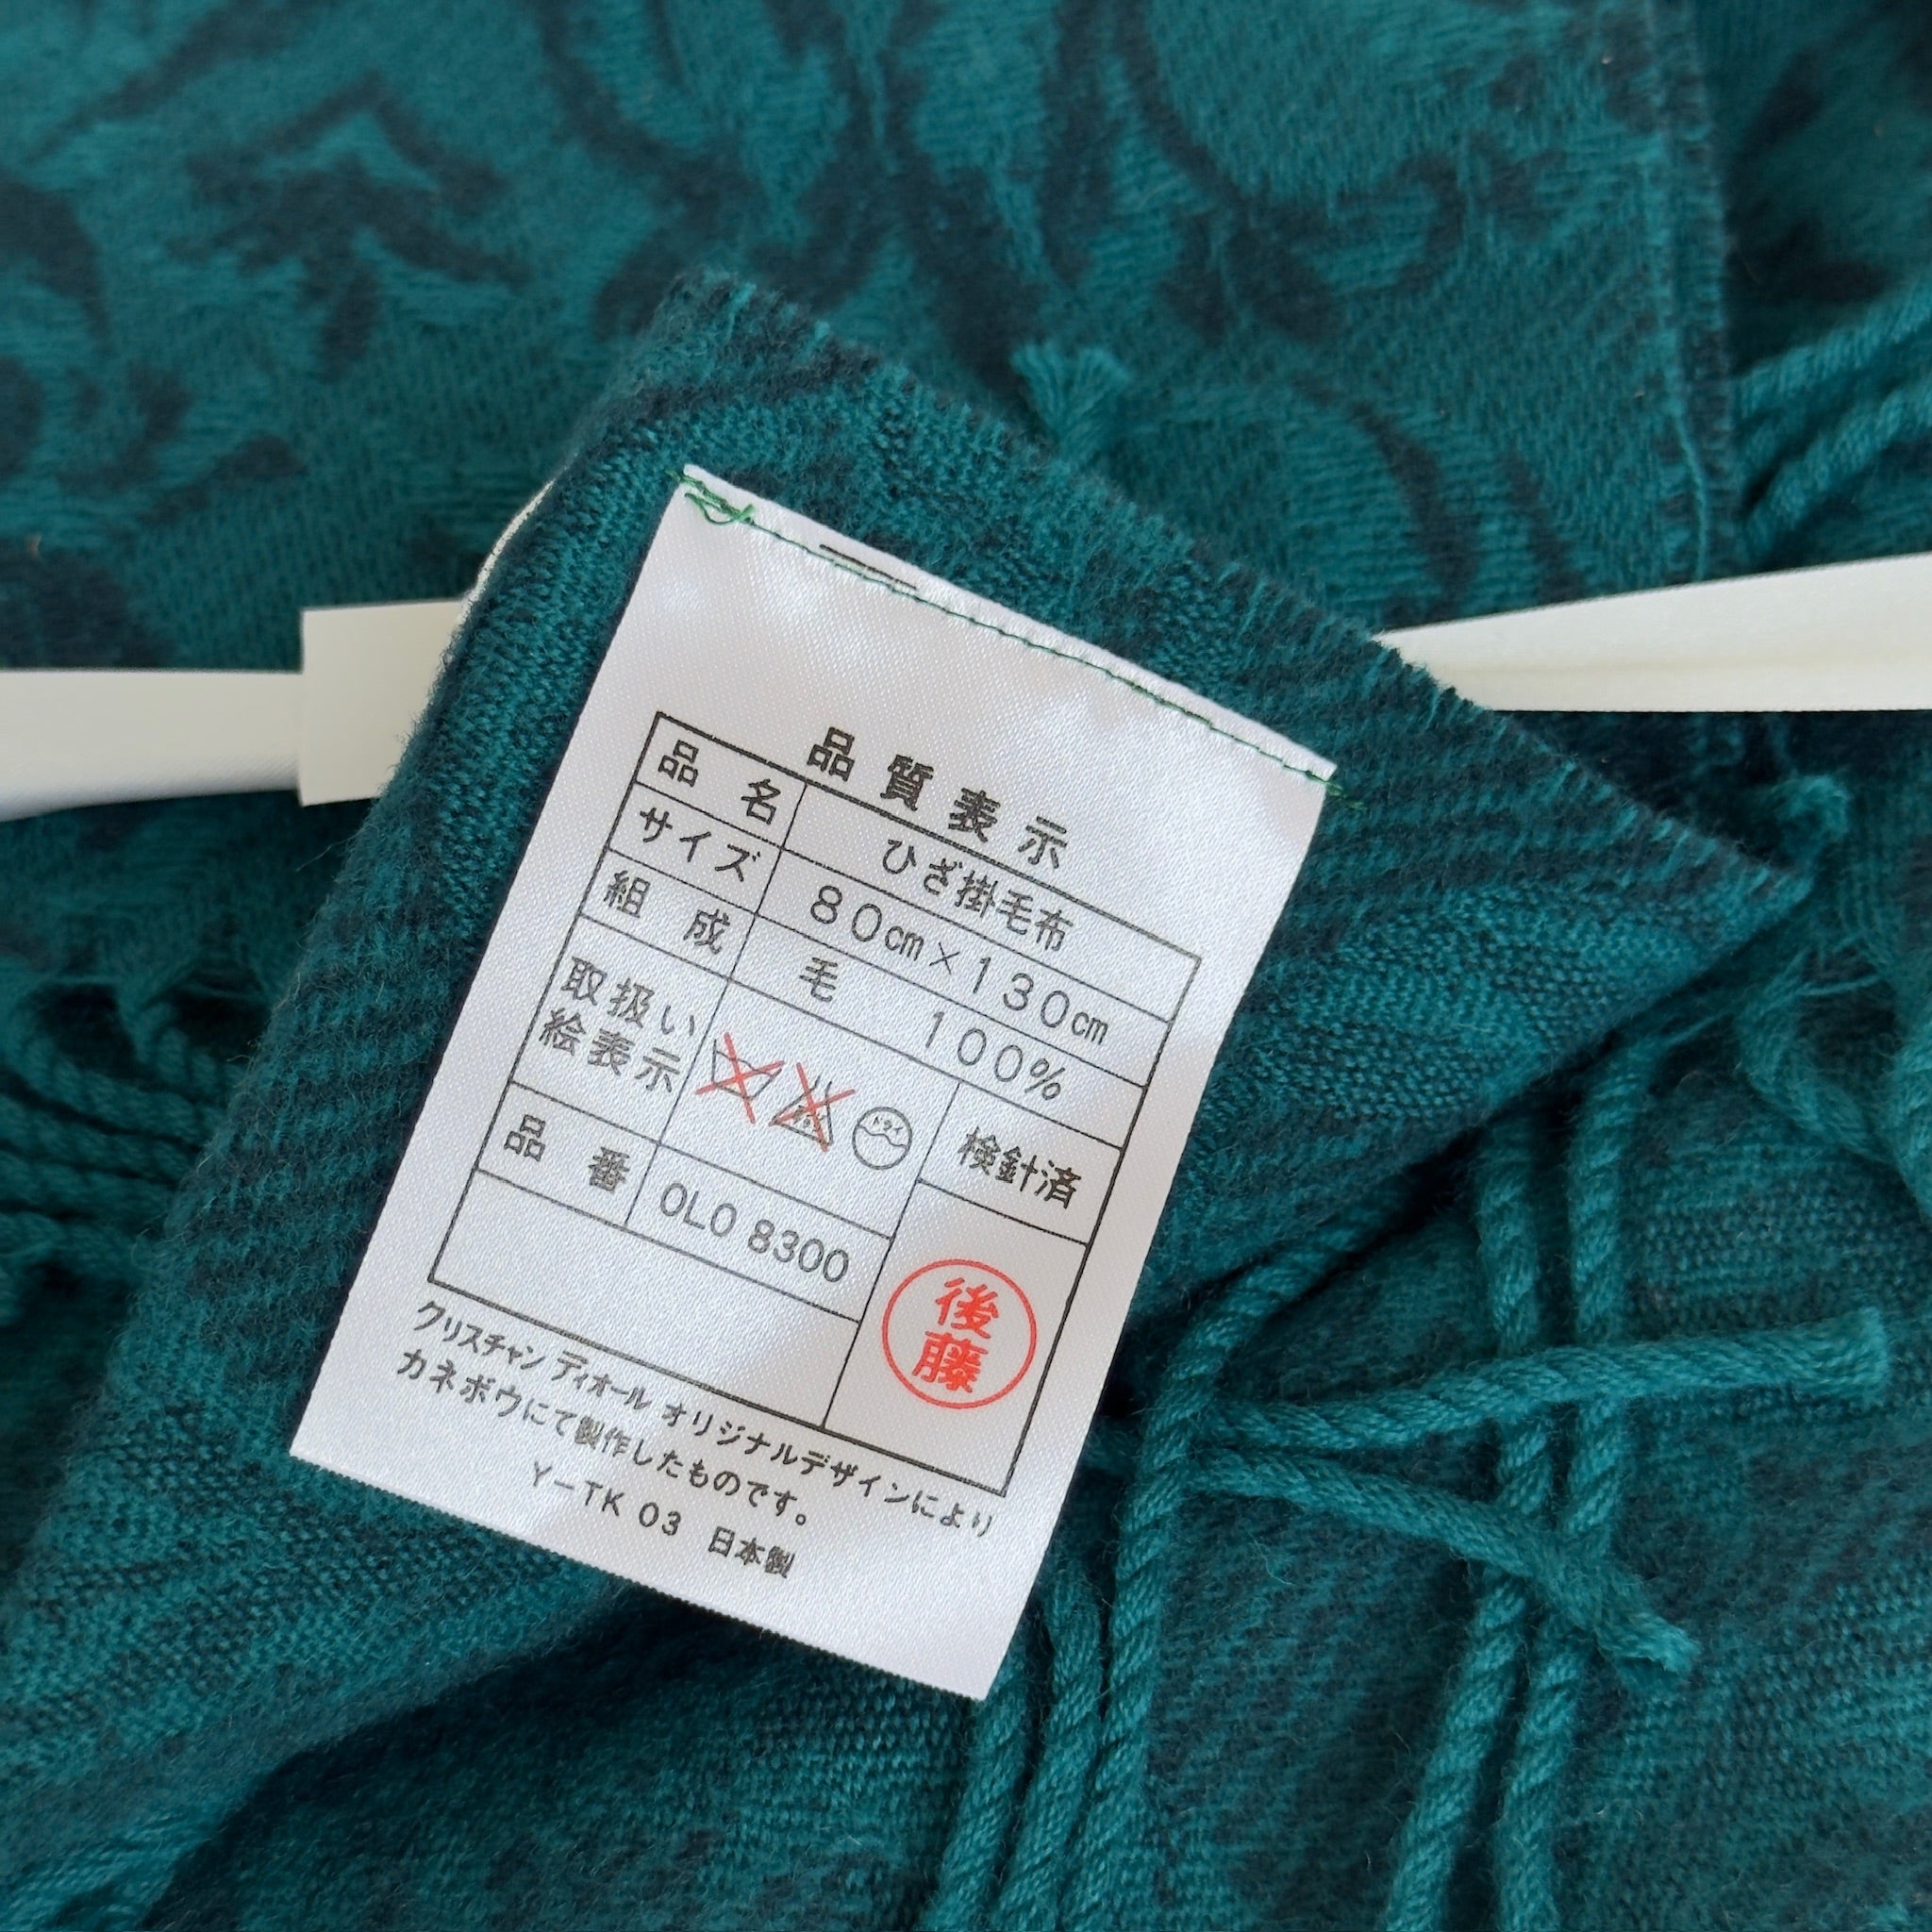 品質表示
品名 ひざ掛毛布
サイズ 80cm×130cm
組成 毛 100%
取扱い
絵表示
ドライ
検針済
品番 OLO 8300
後藤
クリスチャン ディオール オリジナルデザインにより
カネボウにて製作したものです。
Y-TK 03 日本製